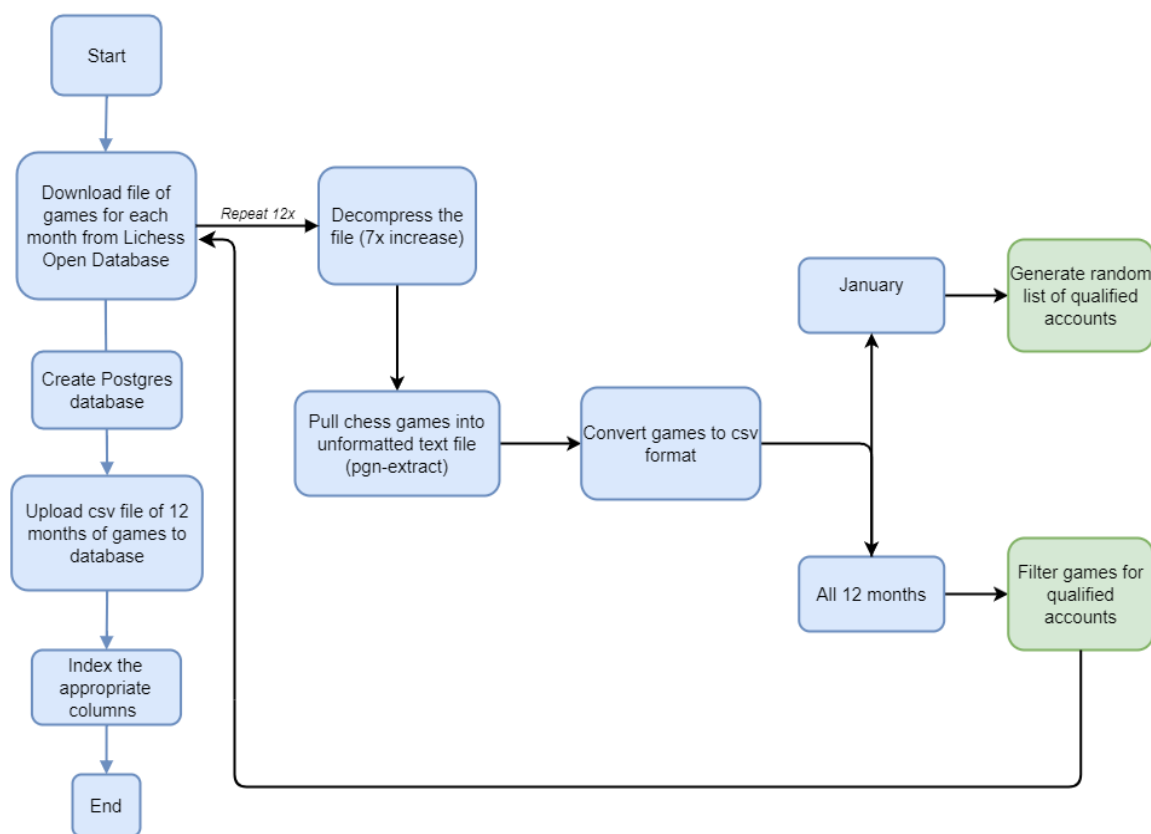 Start
Download file of
games for each
month from Lichess
Open Database
Repeat 12x
Decompress the
file (7x increase)
January
Generate random
list of qualified
accounts
Create Postgres
database
Pull chess games into
unformatted text file
(pgn-extract)
Convert games to csv
format
Upload csv file of 12
months of games to
database
All 12 months
Filter games for
qualified
accounts
Index the
appropriate
columns
End